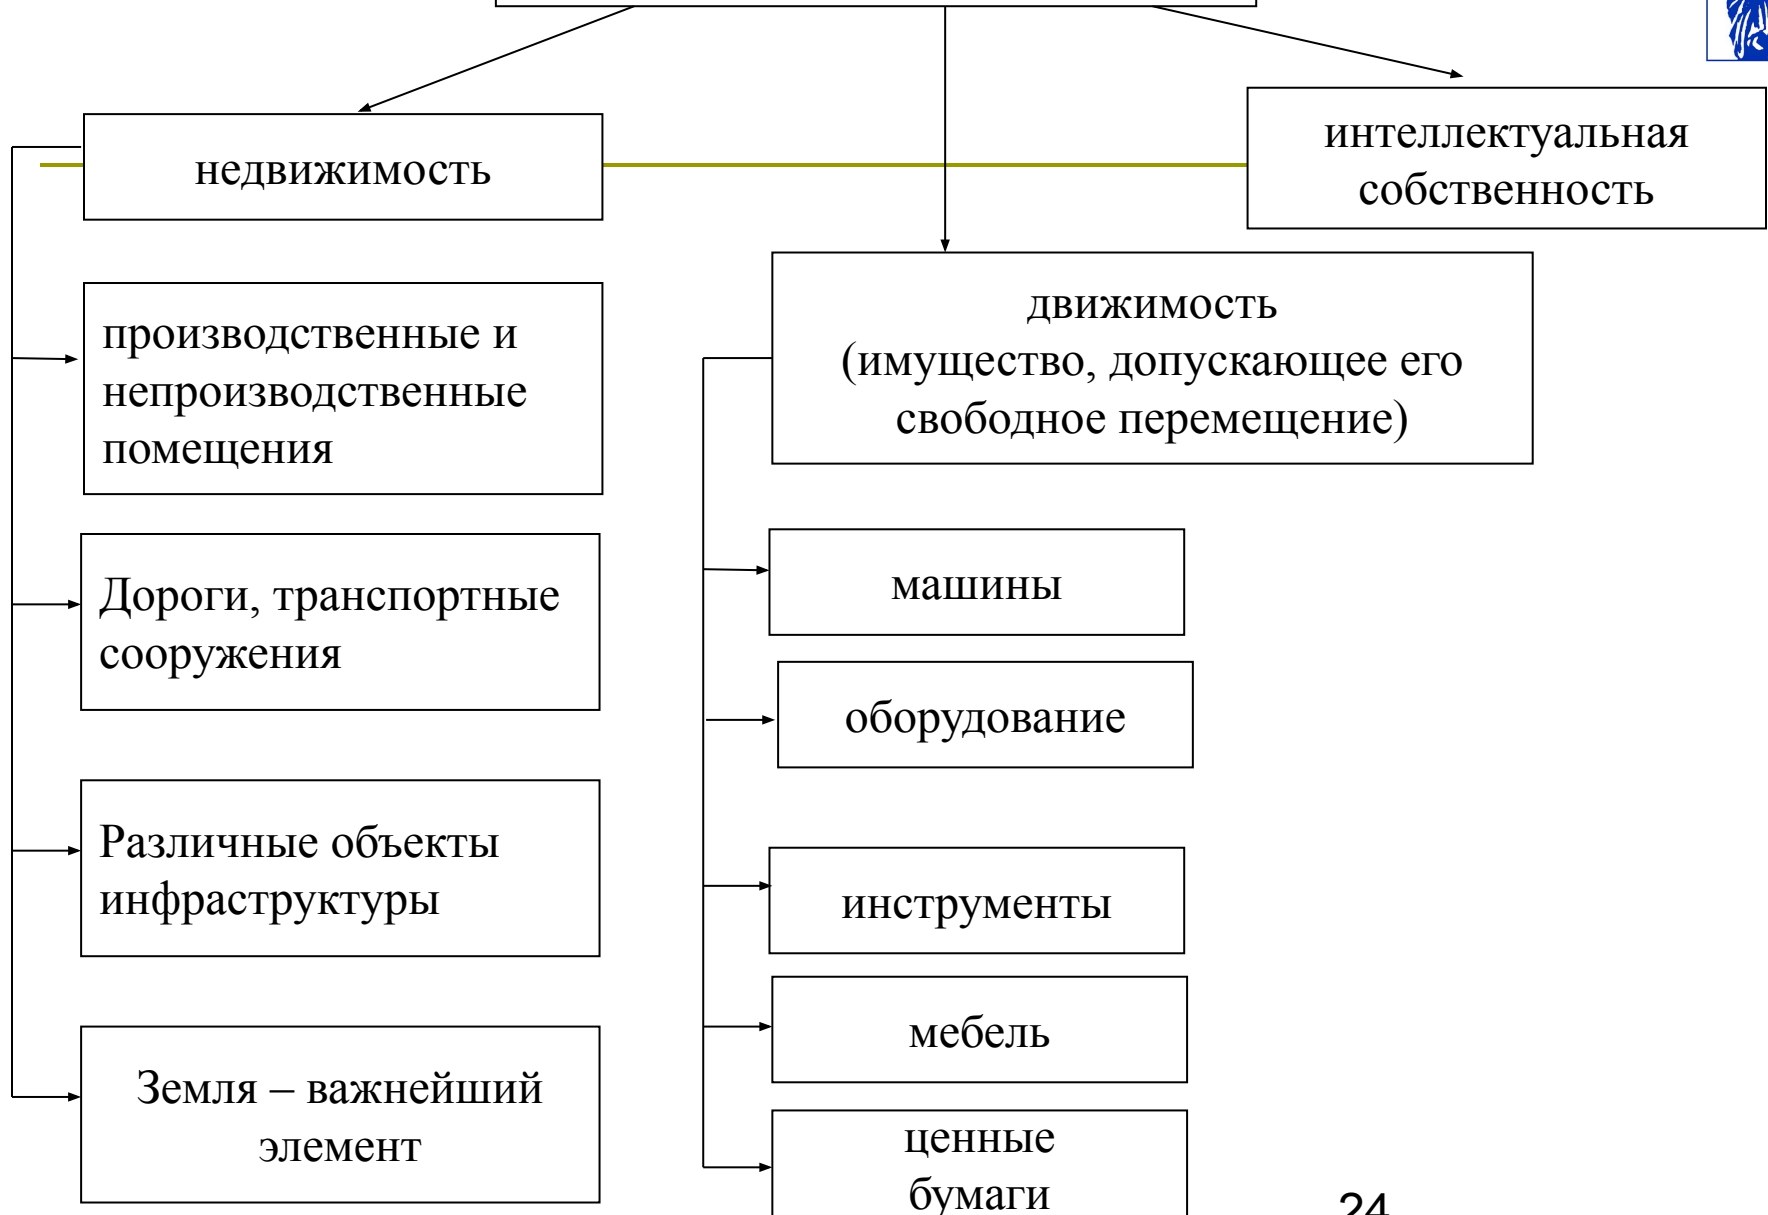 недвижимость
интеллектуальная
собственность
производственные и
непроизводственные
помещения
Дороги, транспортные
сооружения
Различные объекты
инфраструктуры
Земля – важнейший
элемент
движимость
(имущество, допускающее его
свободное перемещение)
машины
оборудование
инструменты
мебель
ценные
бумаги
24